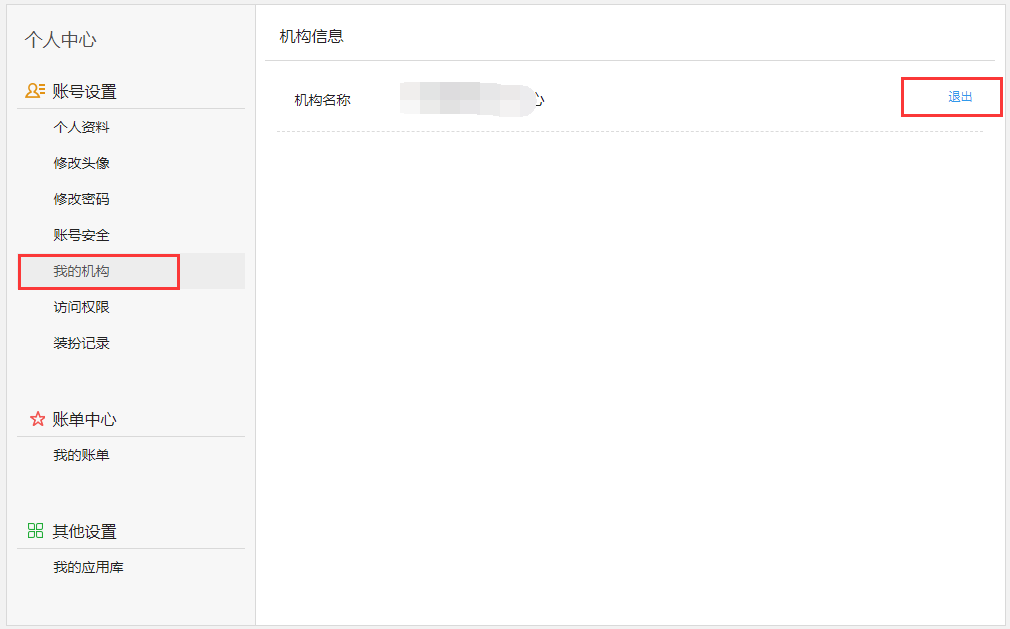 个人中心
账号设置
个人资料
修改头像
修改密码
账号安全
我的机构
访问权限
装扮记录
账单中心
我的账单
其他设置
我的应用库
机构信息
机构名称
退出